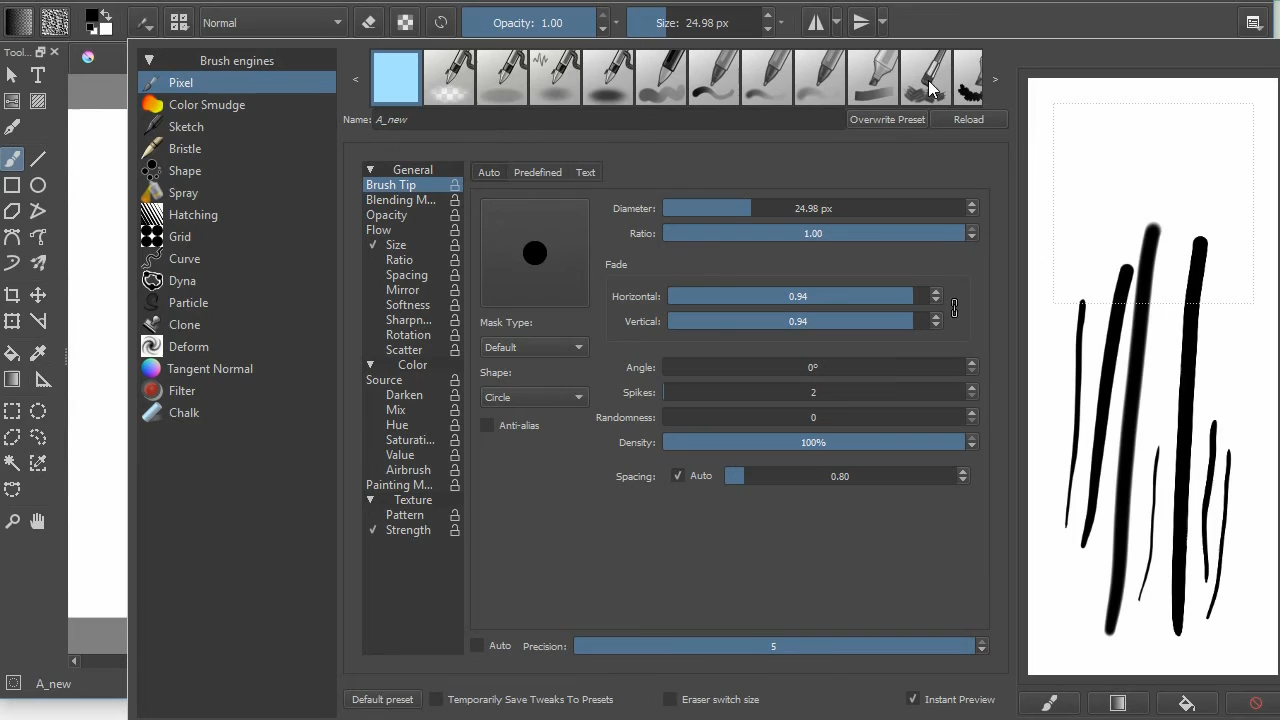 Normal
Opacity: 1.00
Size: 24.98 px
Tool...
Brush engines
Pixel
Color Smudge
Sketch
Bristle
Shape
Spray
Hatching
Grid
Curve
Dyna
Particle
Clone
Deform
Tangent Normal
Filter
Chalk
<
>
Name: A_new
Overwrite Preset
Reload
General
Brush Tip
Blending M...
Opacity
Flow
✓ Size
Ratio
Spacing
Mirror
Softness
Sharpn...
Rotation
Scatter
Color
Source
Darken
Mix
Hue
Saturati...
Value
Airbrush
Painting M...
Texture
Pattern
✓ Strength
Auto Predefined Text
Mask Type:
Default
Shape:
Circle
Anti-alias
Diameter: 24.98 px
Ratio: 1.00
Fade
Horizontal: 0.94
Vertical: 0.94
Angle: 0º
Spikes: 2
Randomness: 0
Density: 100%
Spacing: ✓ Auto 0.80
Auto Precision: 5
Default preset
Temporarily Save Tweaks To Presets
Eraser switch size
✓ Instant Preview
A_new